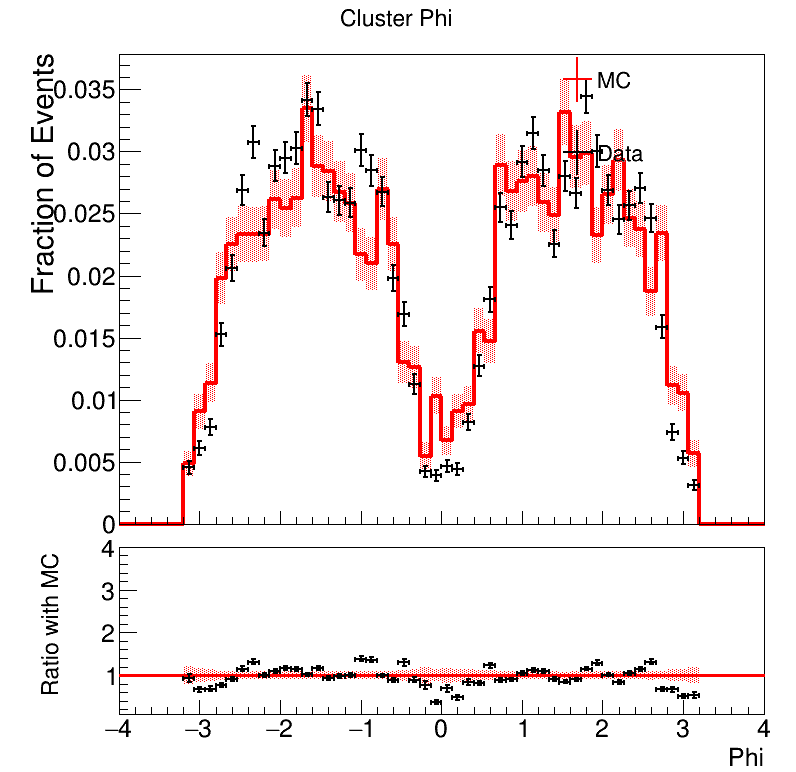 Cluster Phi
Fraction of Events
0.035
0.03
0.025
0.02
0.015
0.01
0.005
0
MC
Data
Ratio with MC
4
3
2
1
−4 −3 −2 −1 0 1 2 3 4
Phi